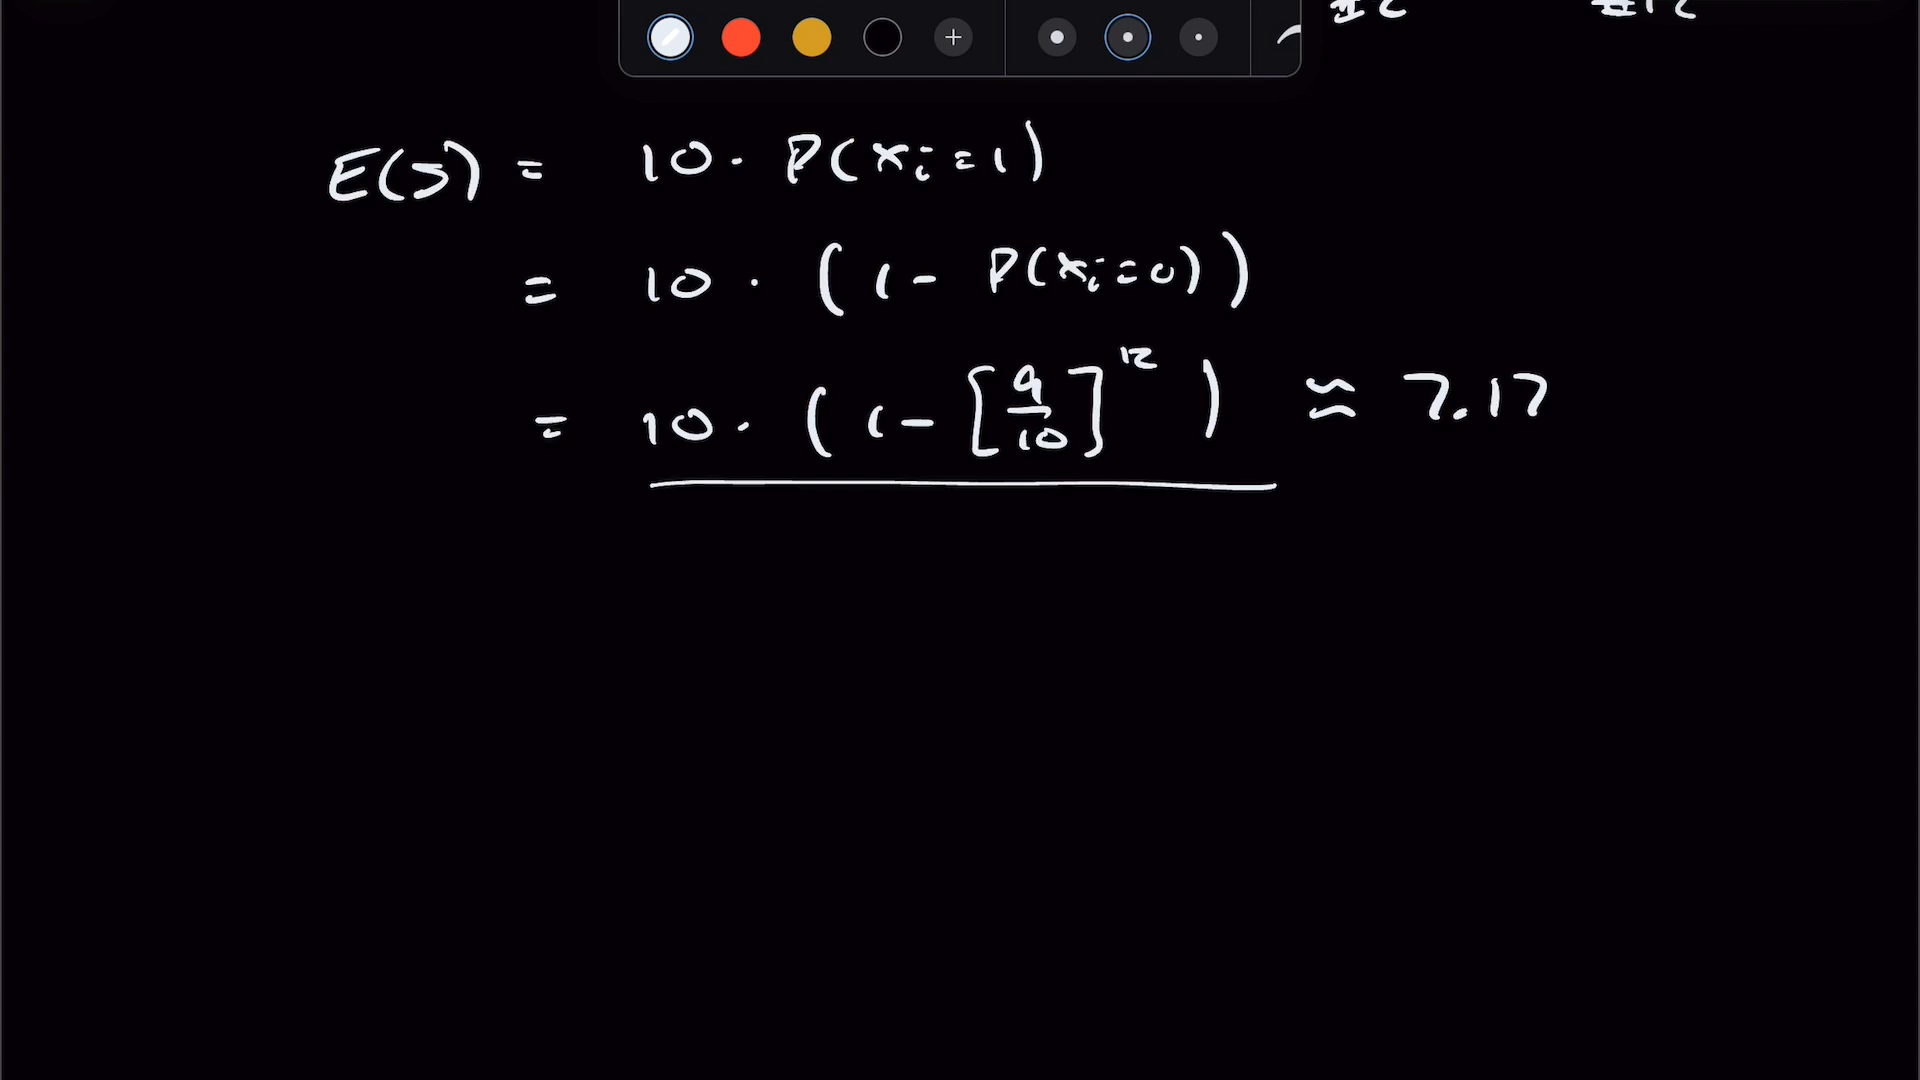 E(S) = 10 · P(xᵢ = 1)
= 10 · (1 - P(xᵢ = 0))
= 10 · (1 - [9/10]¹²) ≈ 7.17